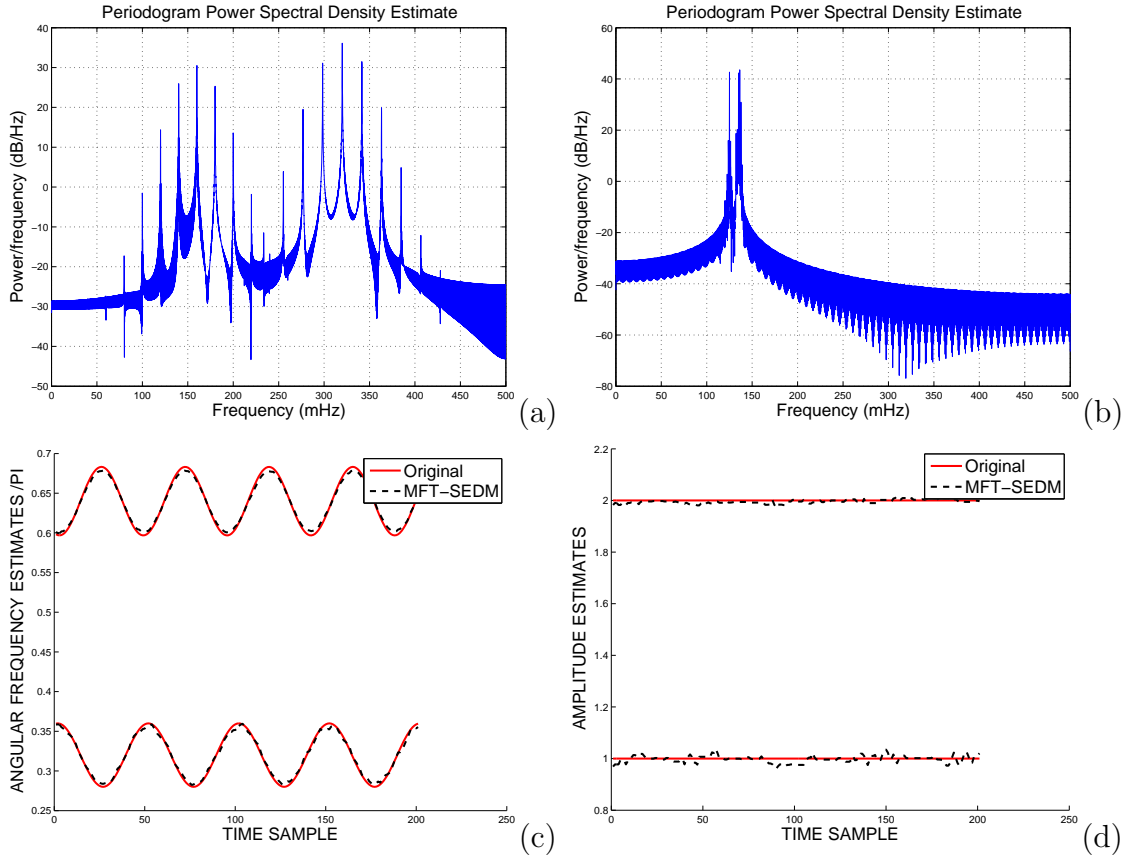 Periodogram Power Spectral Density Estimate
40
30
20
10
0
−10
−20
−30
−40
−50
0 50 100 150 200 250 300 350 400 450 500
Power/frequency (dB/Hz)
Frequency (mHz)
(a)
Periodogram Power Spectral Density Estimate
60
40
20
0
−20
−40
−60
−80
0 50 100 150 200 250 300 350 400 450 500
Power/frequency (dB/Hz)
Frequency (mHz)
(b)
0.7
0.65
0.6
0.55
0.5
0.45
0.4
0.35
0.3
0.25
0 50 100 150 200 250
ANGULAR FREQUENCY ESTIMATES /PI
TIME SAMPLE
Original
MFT−SEDM
(c)
2.2
2
1.8
1.6
1.4
1.2
1
0.8
0 50 100 150 200 250
AMPLITUDE ESTIMATES
TIME SAMPLE
Original
MFT−SEDM
(d)